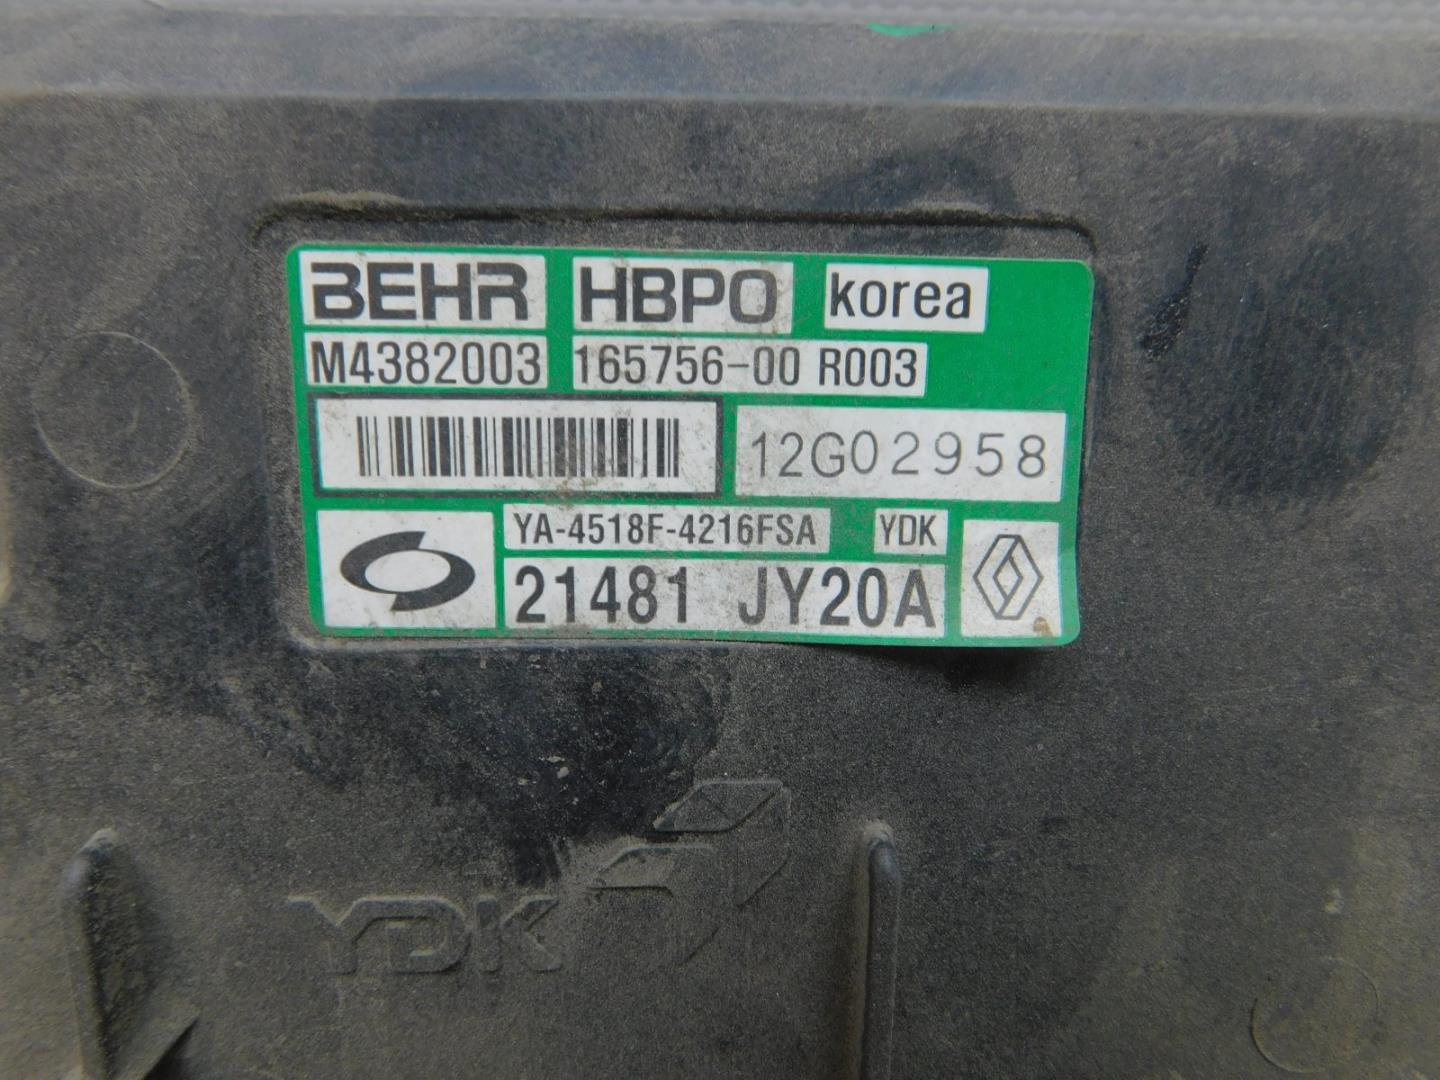 BEHR HBPO korea
M4382003 165756-00 R003
12G02958
YA-4518F-4216FSA YDK
21481 JY20A
YDK